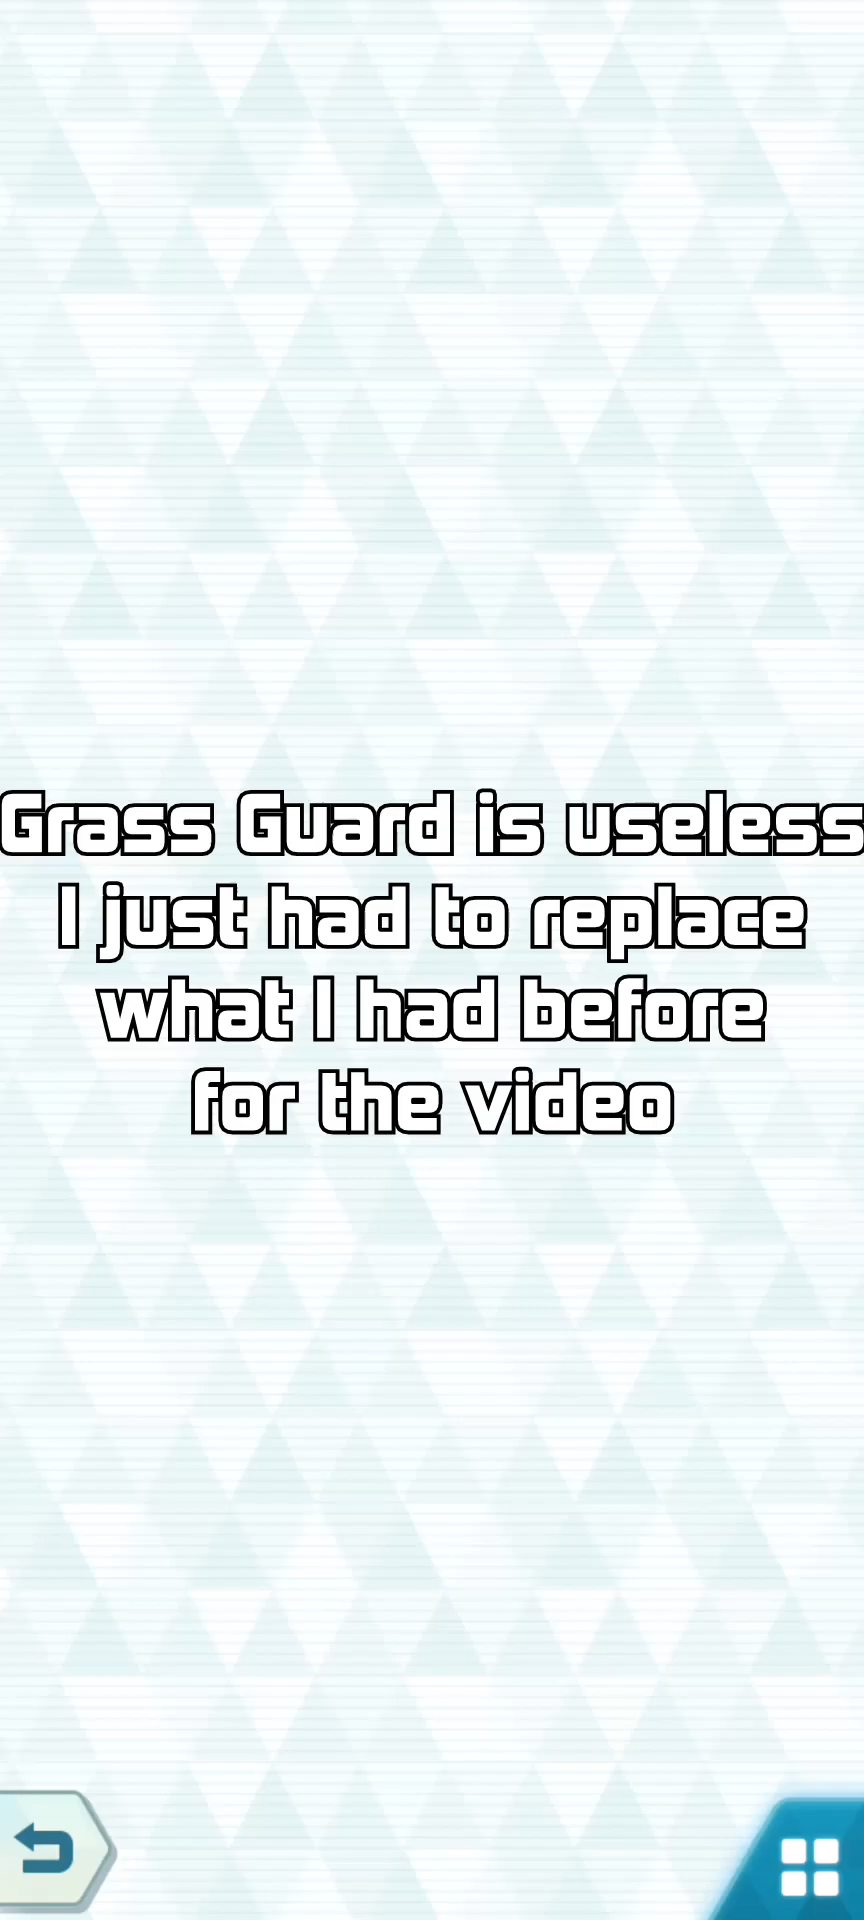 Grass Guard is useless
I just had to replace
what I had before
for the video